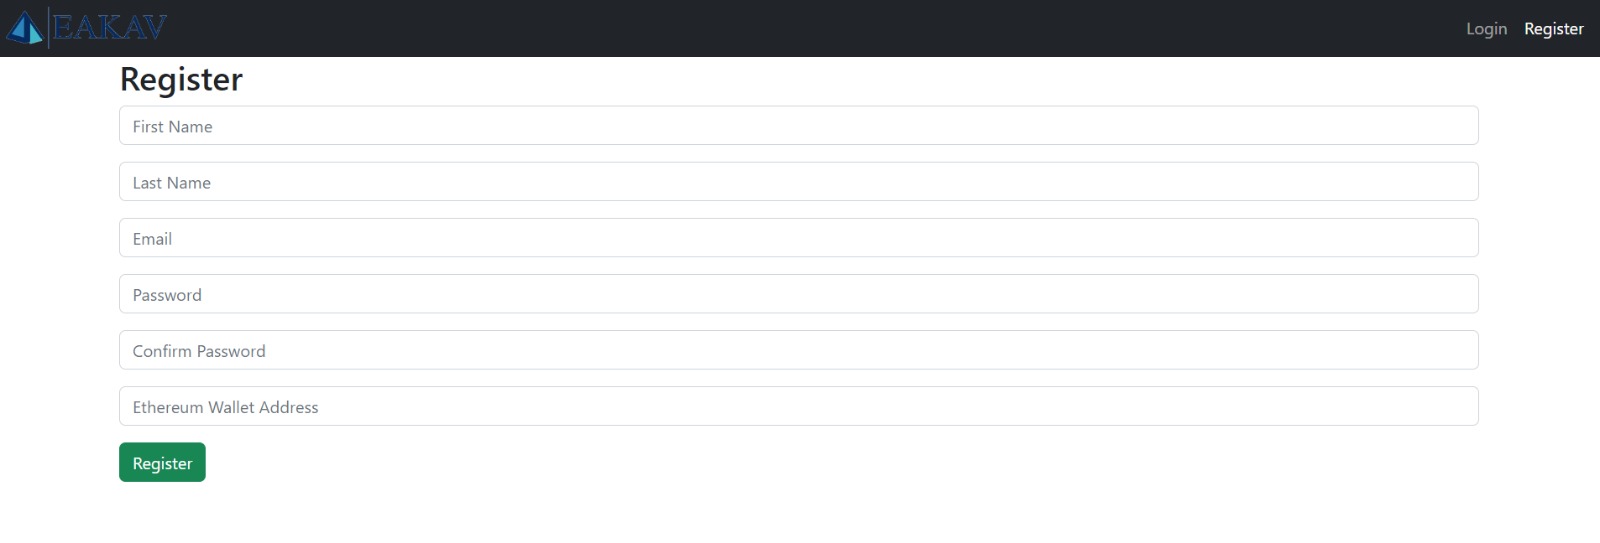 EAKAV
Login Register
Register
First Name
Last Name
Email
Password
Confirm Password
Ethereum Wallet Address
Register